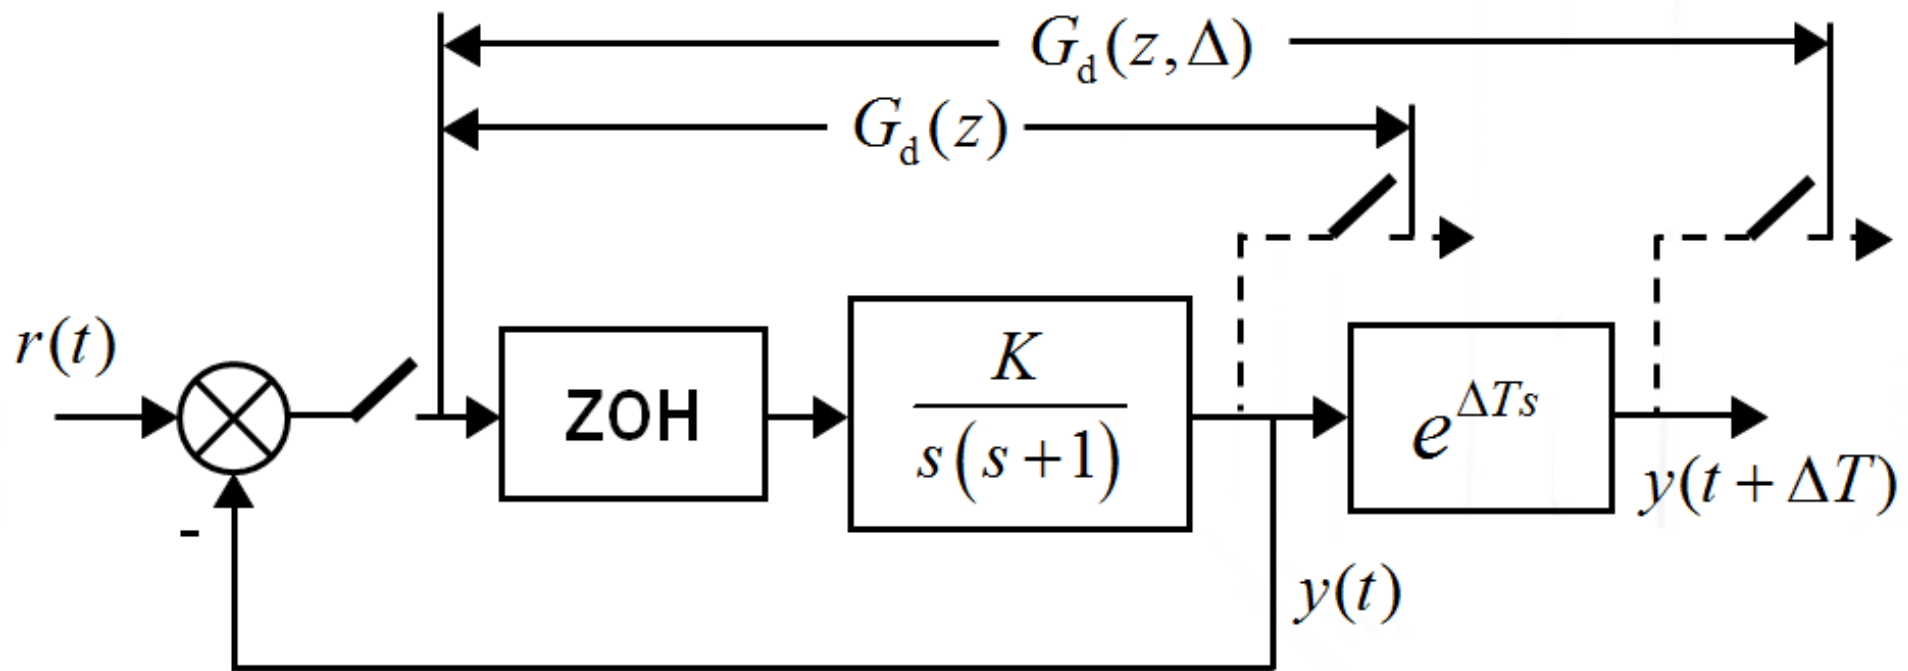 G_d(z, Δ)
G_d(z)
r(t)
ZOH
K
s(s+1)
e^{ΔTs}
y(t + ΔT)
-
y(t)